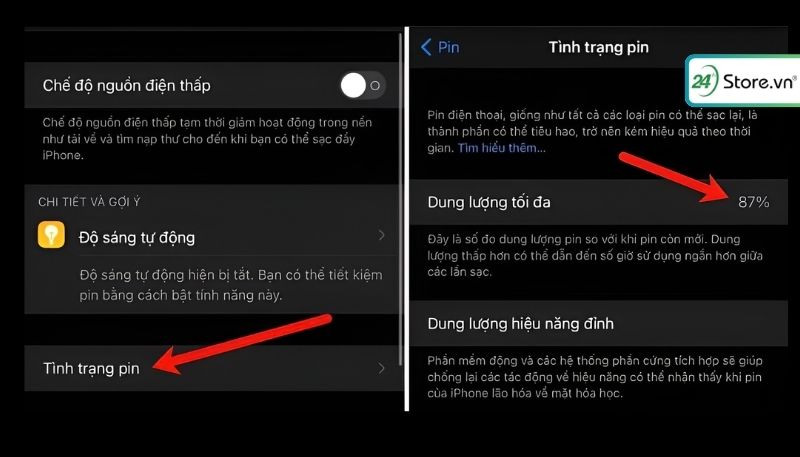 Chế độ nguồn điện thấp
Chế độ nguồn điện thấp tạm thời giảm hoạt động trong nền
như tải về và tìm nạp thư cho đến khi bạn có thể sạc đầy
iPhone.
CHI TIẾT VÀ GỢI Ý
Độ sáng tự động
Độ sáng tự động hiện bị tắt. Bạn có thể tiết kiệm
pin bằng cách bật tính năng này.
Tình trạng pin
Pin
Tình trạng pin
24 Store.vn®
Pin điện thoại, giống như tất cả các loại pin có thể sạc lại, là
thành phần có thể tiêu hao, trở nên kém hiệu quả theo thời
gian. Tìm hiểu thêm...
Dung lượng tối đa 87%
Đây là số đo dung lượng pin so với khi pin còn mới. Dung
lượng thấp hơn có thể dẫn đến số giờ sử dụng ngắn hơn giữa
các lần sạc.
Dung lượng hiệu năng đỉnh
Phần mềm động và các hệ thống phần cứng tích hợp sẽ giúp
chống lại các tác động về hiệu năng có thể nhận thấy khi pin
của iPhone lão hóa về mặt hóa học.